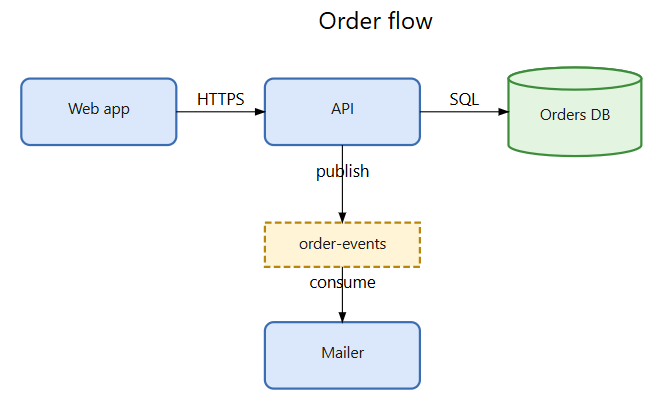 Order flow
Web app
HTTPS
API
SQL
Orders DB
publish
order-events
consume
Mailer